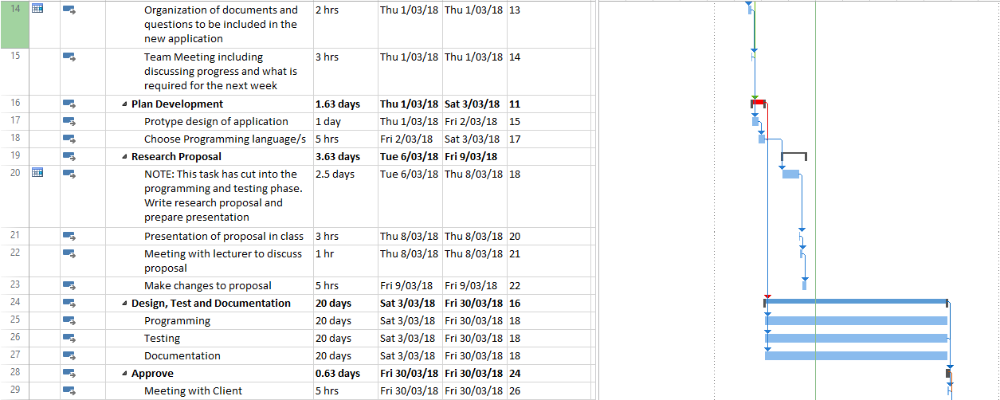 14 Organization of documents and 2 hrs Thu 1/03/18 Thu 1/03/18 13
questions to be included in the
new application
15 Team Meeting including 3 hrs Thu 1/03/18 Thu 1/03/18 14
discussing progress and what is
required for the next week
16 Plan Development 1.63 days Thu 1/03/18 Sat 3/03/18 11
17 Protype design of application 1 day Thu 1/03/18 Fri 2/03/18 15
18 Choose Programming language/s 5 hrs Fri 2/03/18 Sat 3/03/18 17
19 Research Proposal 3.63 days Tue 6/03/18 Fri 9/03/18
20 NOTE: This task has cut into the 2.5 days Tue 6/03/18 Thu 8/03/18 18
programming and testing phase.
Write research proposal and
prepare presentation
21 Presentation of proposal in class 3 hrs Thu 8/03/18 Thu 8/03/18 20
22 Meeting with lecturer to discuss 1 hr Thu 8/03/18 Thu 8/03/18 21
proposal
23 Make changes to proposal 5 hrs Fri 9/03/18 Fri 9/03/18 22
24 Design, Test and Documentation 20 days Sat 3/03/18 Fri 30/03/18 16
25 Programming 20 days Sat 3/03/18 Fri 30/03/18 18
26 Testing 20 days Sat 3/03/18 Fri 30/03/18 18
27 Documentation 20 days Sat 3/03/18 Fri 30/03/18 18
28 Approve 0.63 days Fri 30/03/18 Fri 30/03/18 24
29 Meeting with Client 5 hrs Fri 30/03/18 Fri 30/03/18 26